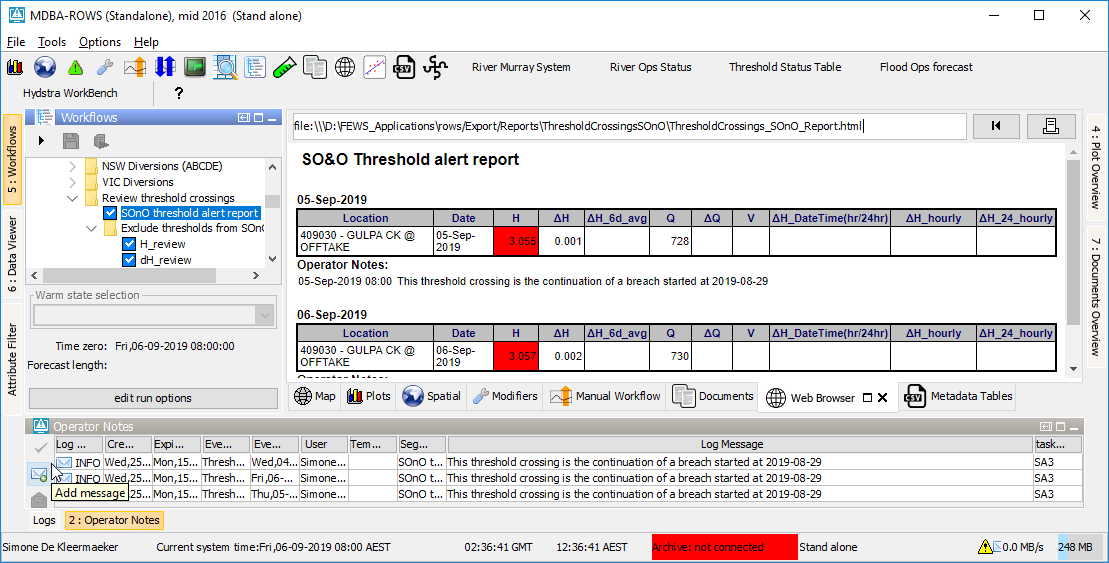 MDBA-ROWS (Standalone), mid 2016 (Stand alone)
File Tools Options Help
River Murray System River Ops Status Threshold Status Table Flood Ops forecast
Hydstra WorkBench ?
5 : Workflows
6 : Data Viewer
Attribute Filter
Workflows
NSW Diversions (ABCDE)
VIC Diversions
Review threshold crossings
SOnO threshold alert report
Exclude thresholds from SOnO
H_review
dH_review
Warm state selection
Time zero: Fri,06-09-2019 08:00:00
Forecast length:
edit run options
file:\\\D:\FEWS_Applications\rows/Export/Reports\ThresholdCrossingsSOnO\ThresholdCrossings_SOnO_Report.html
SO&O Threshold alert report
05-Sep-2019
Location Date H ΔH ΔH_6d_avg Q ΔQ V ΔH_DateTime(hr/24hr) ΔH_hourly ΔH_24_hourly
409030 - GULPA CK @ OFFTAKE 05-Sep-2019 3.055 0.001 728
Operator Notes:
05-Sep-2019 08:00 This threshold crossing is the continuation of a breach started at 2019-08-29
06-Sep-2019
Location Date H ΔH ΔH_6d_avg Q ΔQ V ΔH_DateTime(hr/24hr) ΔH_hourly ΔH_24_hourly
409030 - GULPA CK @ OFFTAKE 06-Sep-2019 3.057 0.002 730
Operator Notes:
Map Plots Spatial Modifiers Manual Workflow Documents Web Browser Metadata Tables
4 : Plot Overview
7 : Documents Overview
Operator Notes
Log ... Cre... Expi... Eve... Eve... User Tem... Seg... Log Message task...
INFO Wed,25... Mon,15... Thresh... Wed,04... Simone... SOnO t... This threshold crossing is the continuation of a breach started at 2019-08-29 SA3
INFO Wed,25... Mon,15... Thresh... Fri,06-... Simone... SOnO t... This threshold crossing is the continuation of a breach started at 2019-08-29 SA3
25... Mon,15... Thresh... Thu,05-... Simone... SOnO t... This threshold crossing is the continuation of a breach started at 2019-08-29 SA3
Add message
Logs 2 : Operator Notes
Simone De Kleermaeker Current system time:Fri,06-09-2019 08:00 AEST 02:36:41 GMT 12:36:41 AEST Archive: not connected Stand alone 0.0 MB/s 248 MB